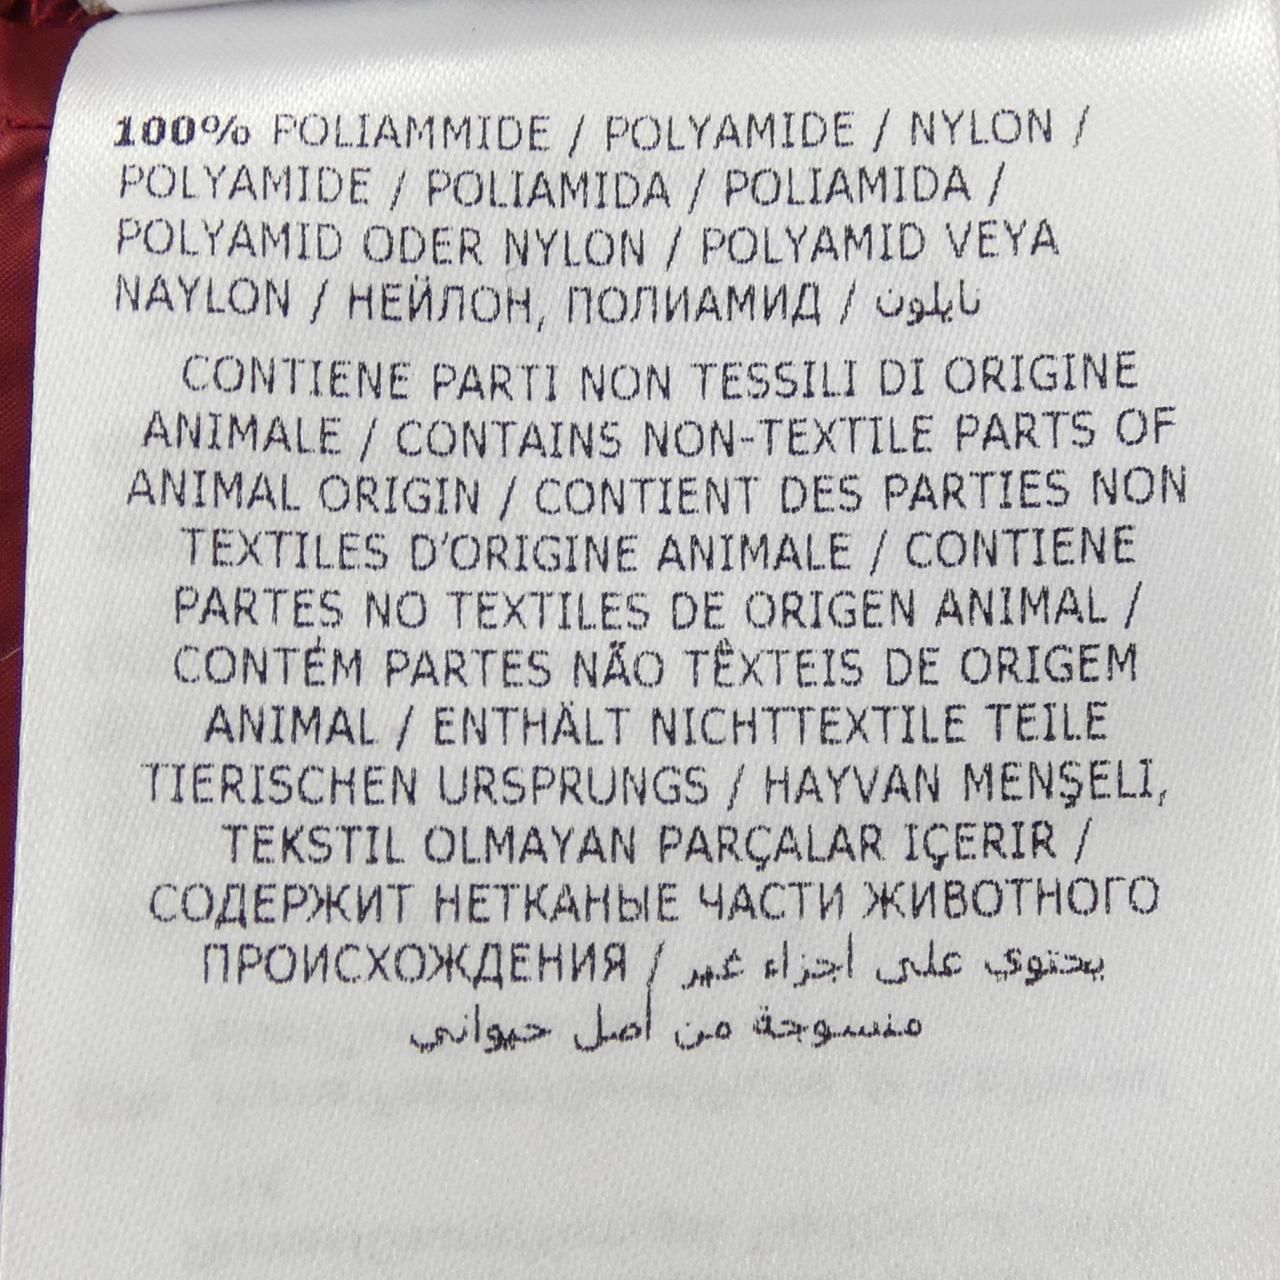 100% POLIAMMIDE / POLYAMIDE / NYLON /
POLYAMIDE / POLIAMIDA / POLIAMIDA /
POLYAMID ODER NYLON / POLYAMID VEYA
NAYLON / НЕЙЛОН, ПОЛИАМИД / نايلون
CONTIENE PARTI NON TESSILI DI ORIGINE
ANIMALE / CONTAINS NON-TEXTILE PARTS OF
ANIMAL ORIGIN / CONTIENT DES PARTIES NON
TEXTILES D'ORIGINE ANIMALE / CONTIENE
PARTES NO TEXTILES DE ORIGEN ANIMAL /
CONTÉM PARTES NÃO TÊXTEIS DE ORIGEM
ANIMAL / ENTHÄLT NICHTTEXTILE TEILE
TIERISCHEN URSPRUNGS / HAYVAN MENŞELI,
TEKSTIL OLMAYAN PARÇALAR IÇERIR /
СОДЕРЖИТ НЕТКАНЫЕ ЧАСТИ ЖИВОТНОГО
ПРОИСХОЖДЕНИЯ / يحتوي على أجزاء غير
منسوجة من أصل حيواني